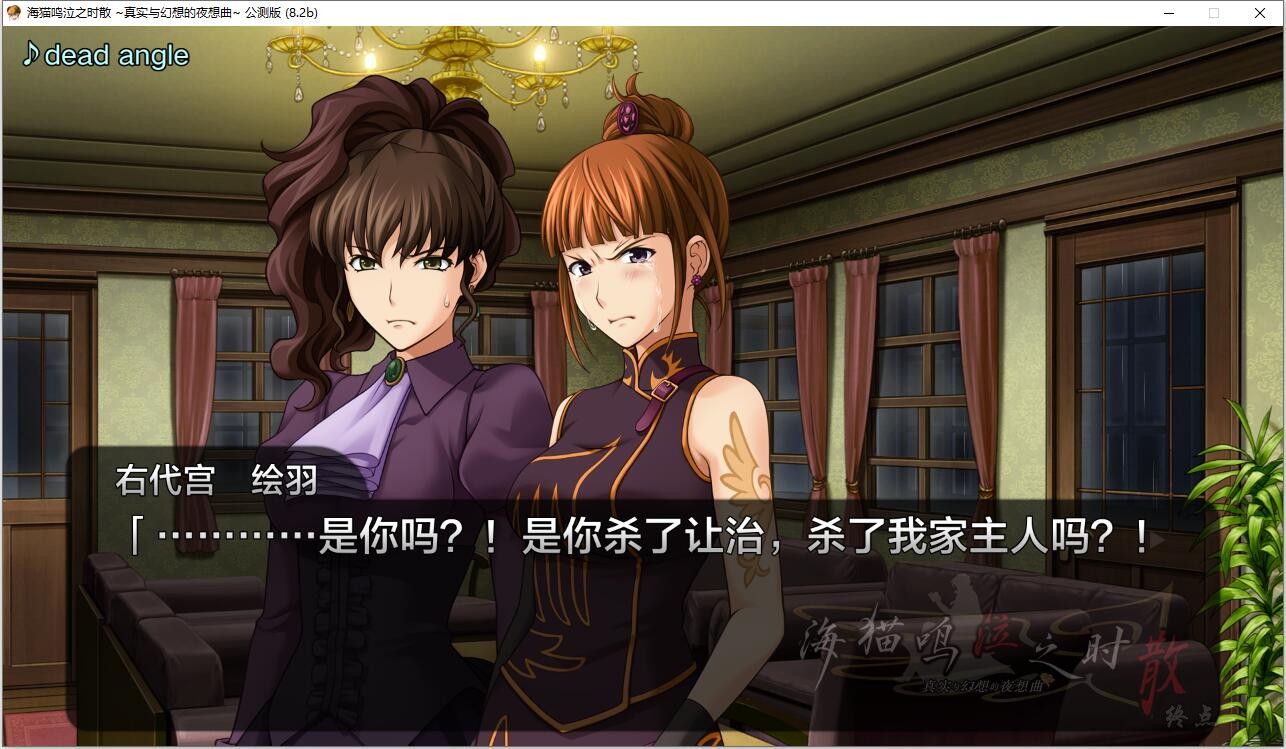 海猫鸣泣之时散 ~真实与幻想的夜想曲~ 公测版 (8.2b)
♪dead angle
右代宫　绘羽
「…………是你吗？！是你杀了让治，杀了我家主人吗？！
海猫鸣泣之时散
真实与幻想的夜想曲
终点